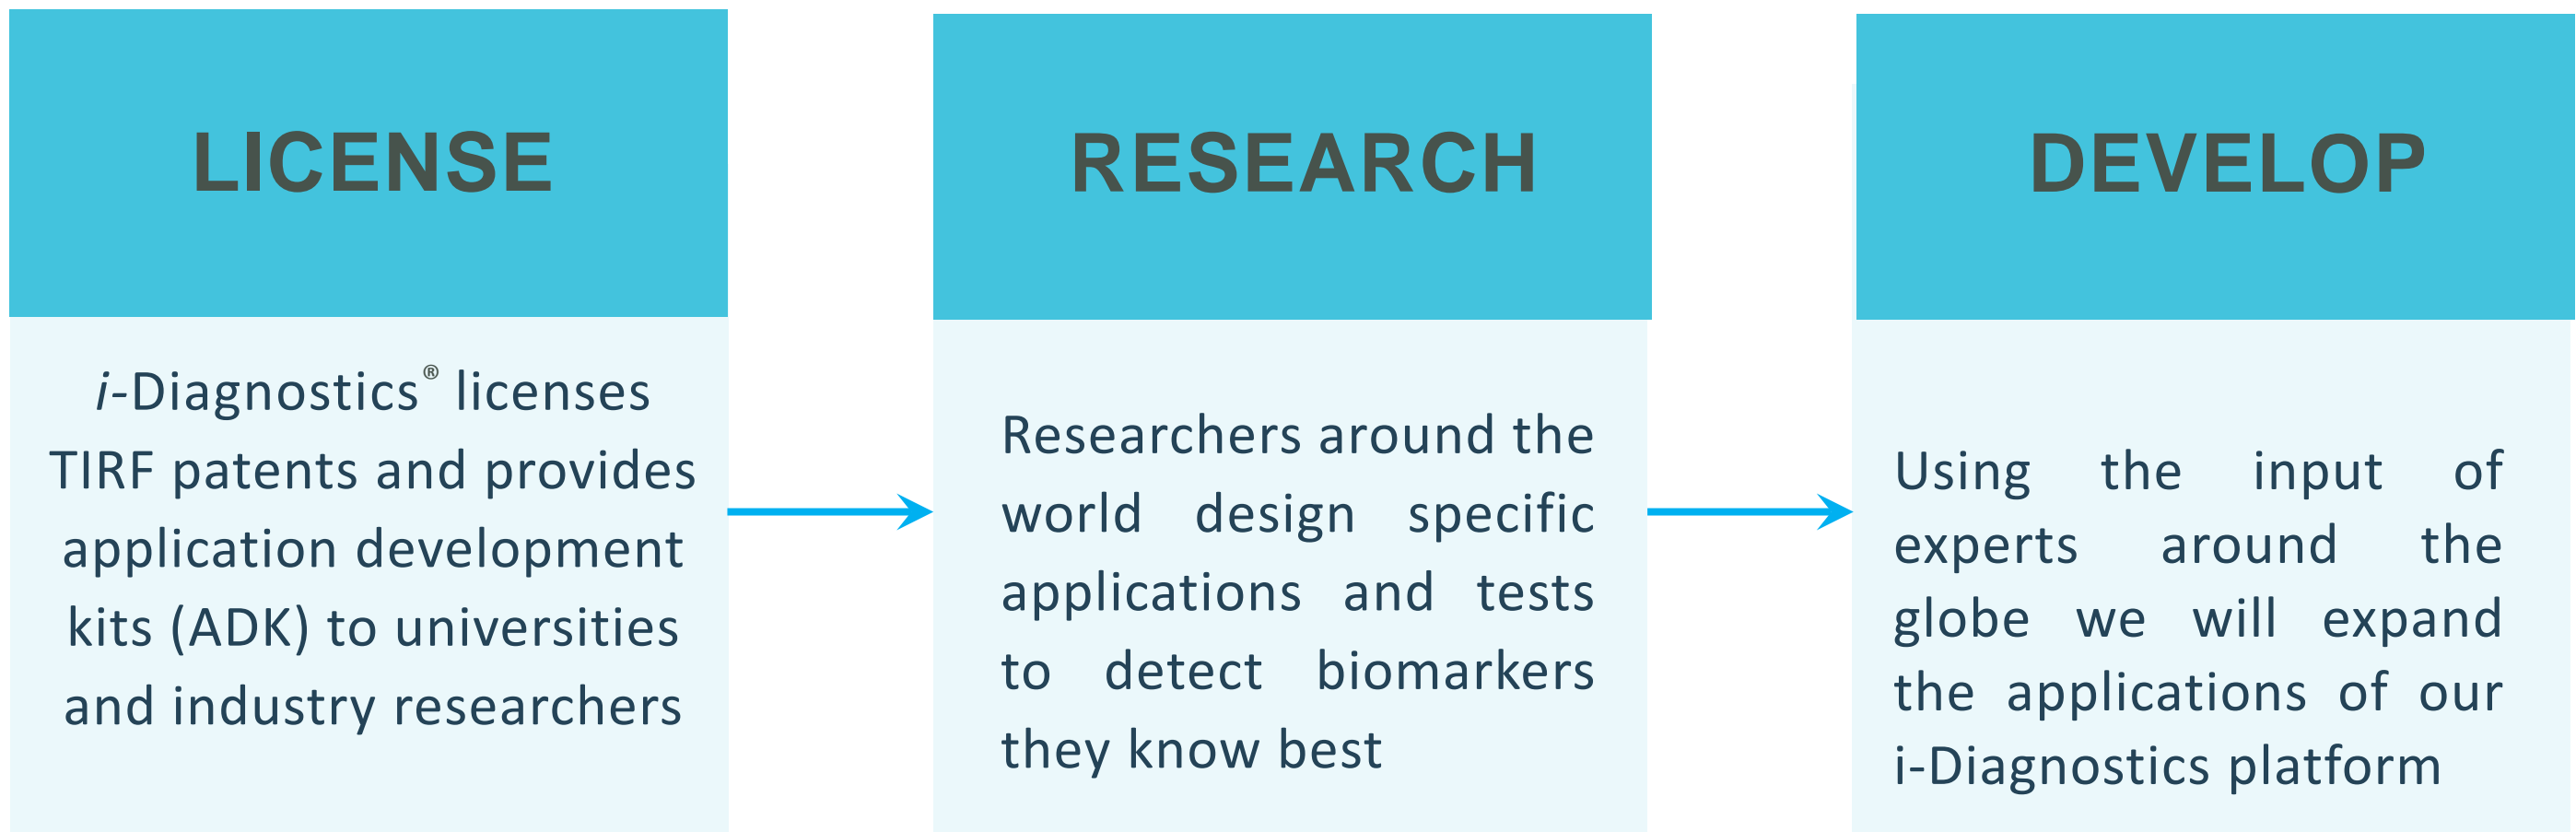 LICENSE
i-Diagnostics® licenses
TIRF patents and provides
application development
kits (ADK) to universities
and industry researchers
RESEARCH
Researchers around the
world design specific
applications and tests
to detect biomarkers
they know best
DEVELOP
Using the input of
experts around the
globe we will expand
the applications of our
i-Diagnostics platform